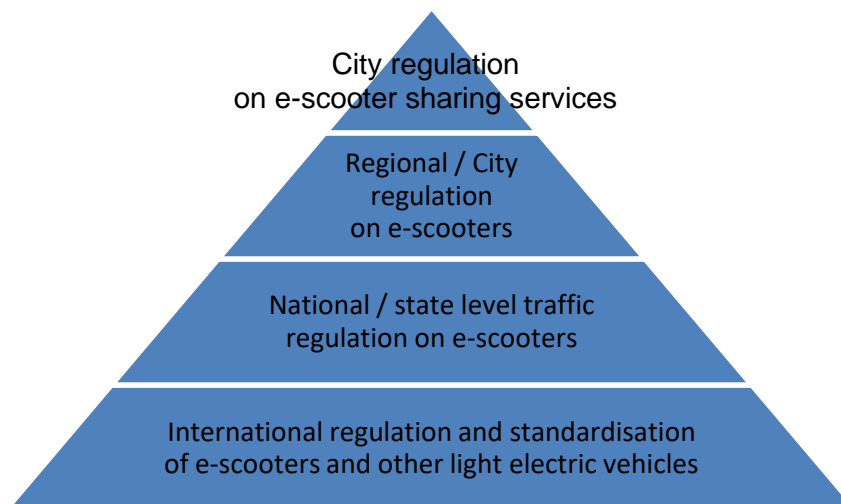 City regulation
on e-scooter sharing services
Regional / City
regulation
on e-scooters
National / state level traffic
regulation on e-scooters
International regulation and standardisation
of e-scooters and other light electric vehicles